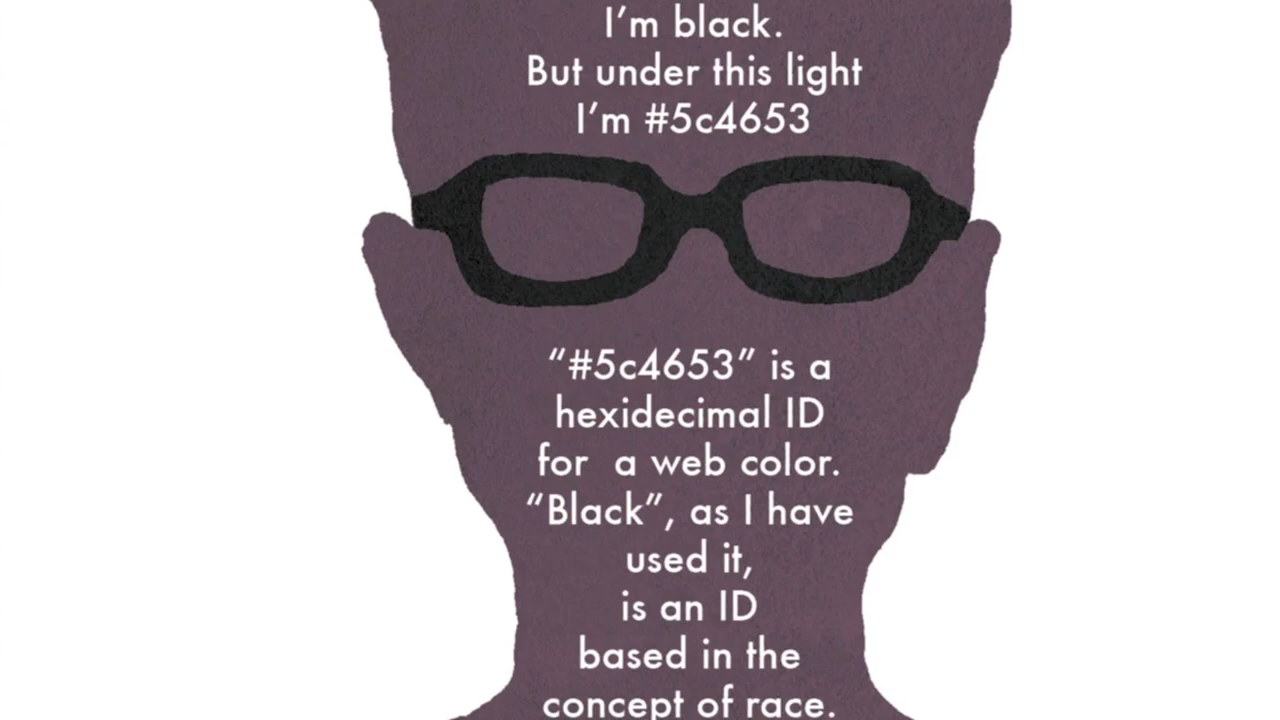 I’m black.
But under this light
I’m #5c4653
“#5c4653” is a
hexidecimal ID
for  a web color.
“Black”, as I have
used it,
is an ID
based in the
concept of race.